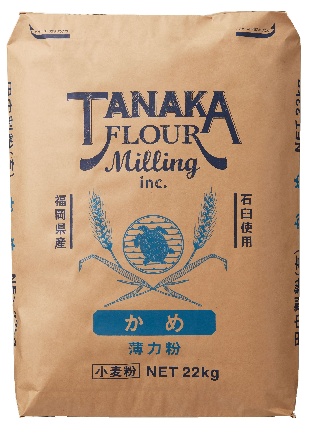 TANAKA
FLOUR
Milling
inc.
福岡県産
石臼使用
かめ
薄力粉
小麦粉 NET 22kg